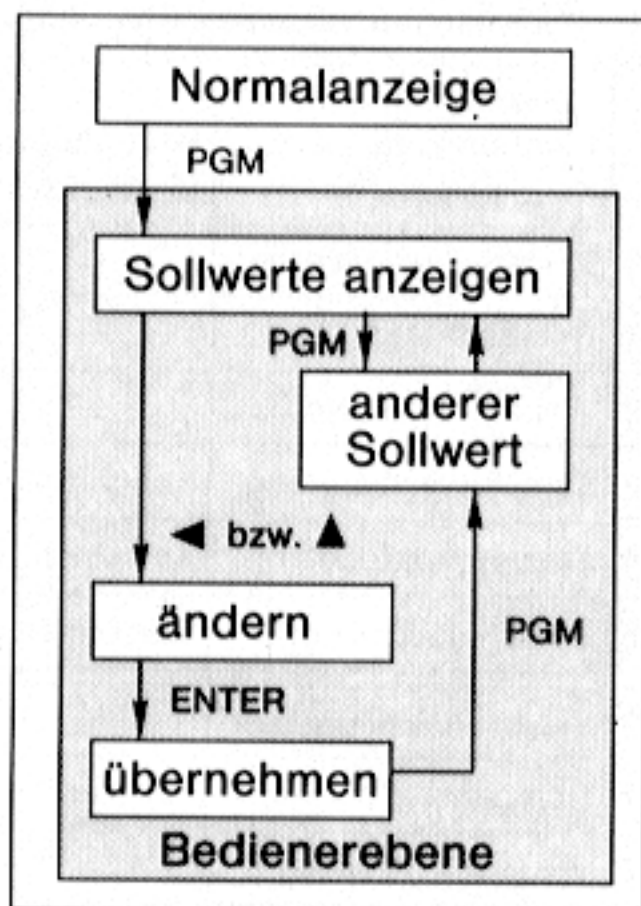 Normalanzeige
PGM
Sollwerte anzeigen
PGM
anderer
Sollwert
◄ bzw. ▲
ändern
PGM
ENTER
übernehmen
Bedienerebene